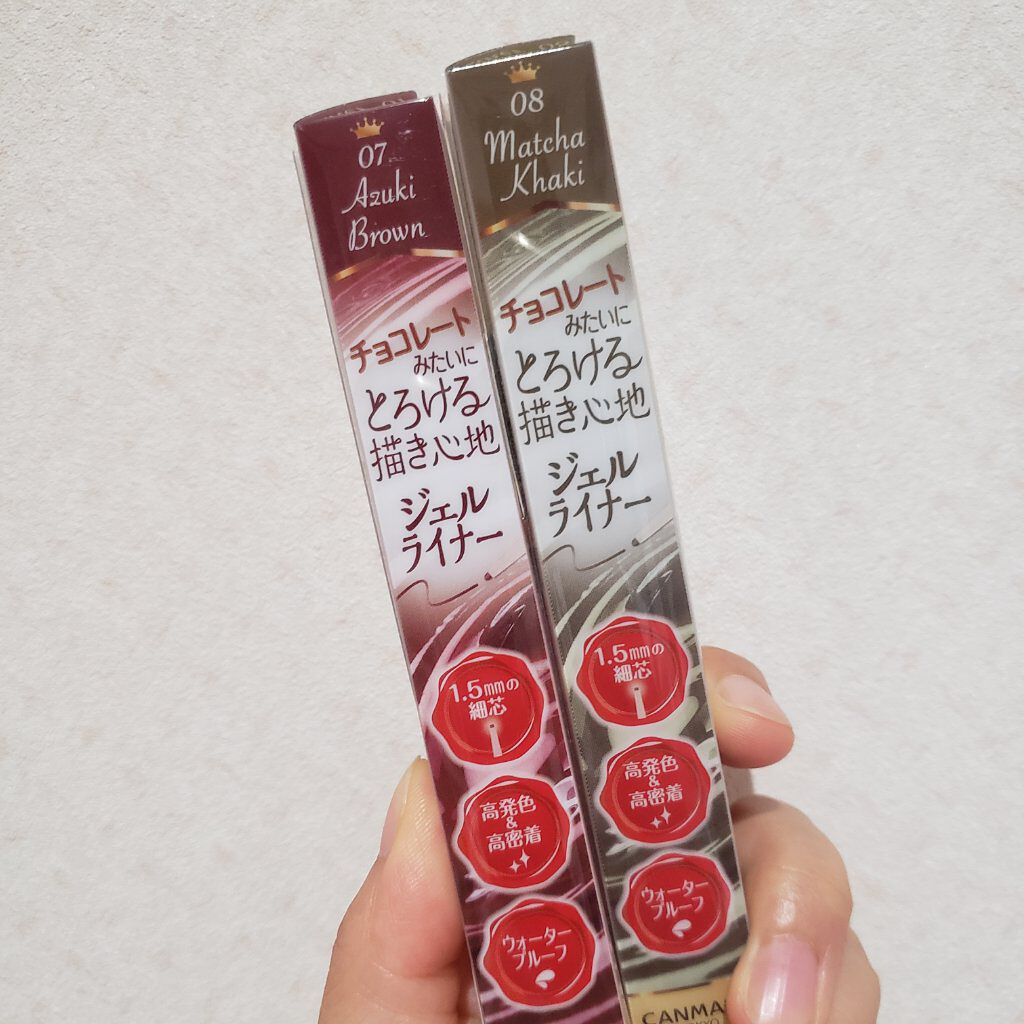 07
Azuki
Brown
チョコレート
みたいに
とろける
描き心地
ジェル
ライナー
1.5mmの
細芯
高発色
&
高密着
ウォーター
プルーフ
08
Matcha
Khaki
チョコレート
みたいに
とろける
描き心地
ジェル
ライナー
1.5mmの
細芯
高発色
&
高密着
ウォーター
プルーフ
CANMA